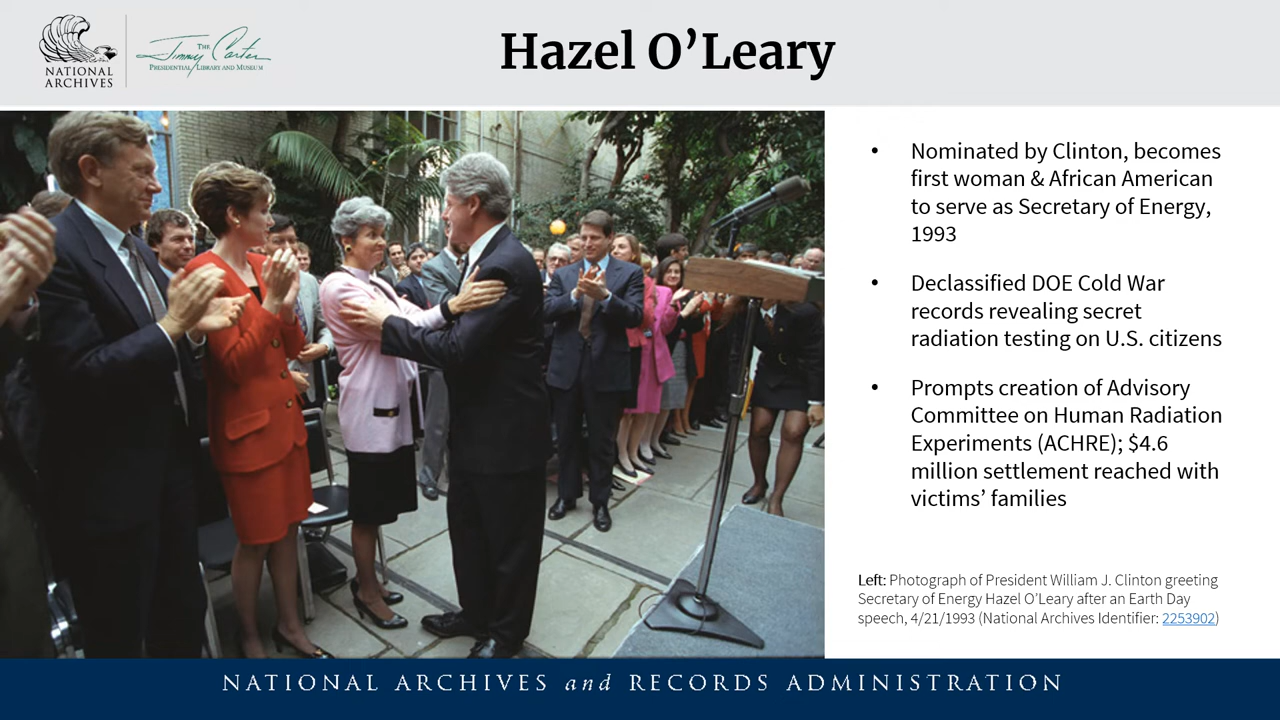 NATIONAL
ARCHIVES
THE
Jimmy Carter
PRESIDENTIAL LIBRARY AND MUSEUM
Hazel O’Leary
• Nominated by Clinton, becomes
first woman & African American
to serve as Secretary of Energy,
1993
• Declassified DOE Cold War
records revealing secret
radiation testing on U.S. citizens
• Prompts creation of Advisory
Committee on Human Radiation
Experiments (ACHRE); $4.6
million settlement reached with
victims’ families
Left: Photograph of President William J. Clinton greeting
Secretary of Energy Hazel O’Leary after an Earth Day
speech, 4/21/1993 (National Archives Identifier: 2253902)
NATIONAL ARCHIVES and RECORDS ADMINISTRATION